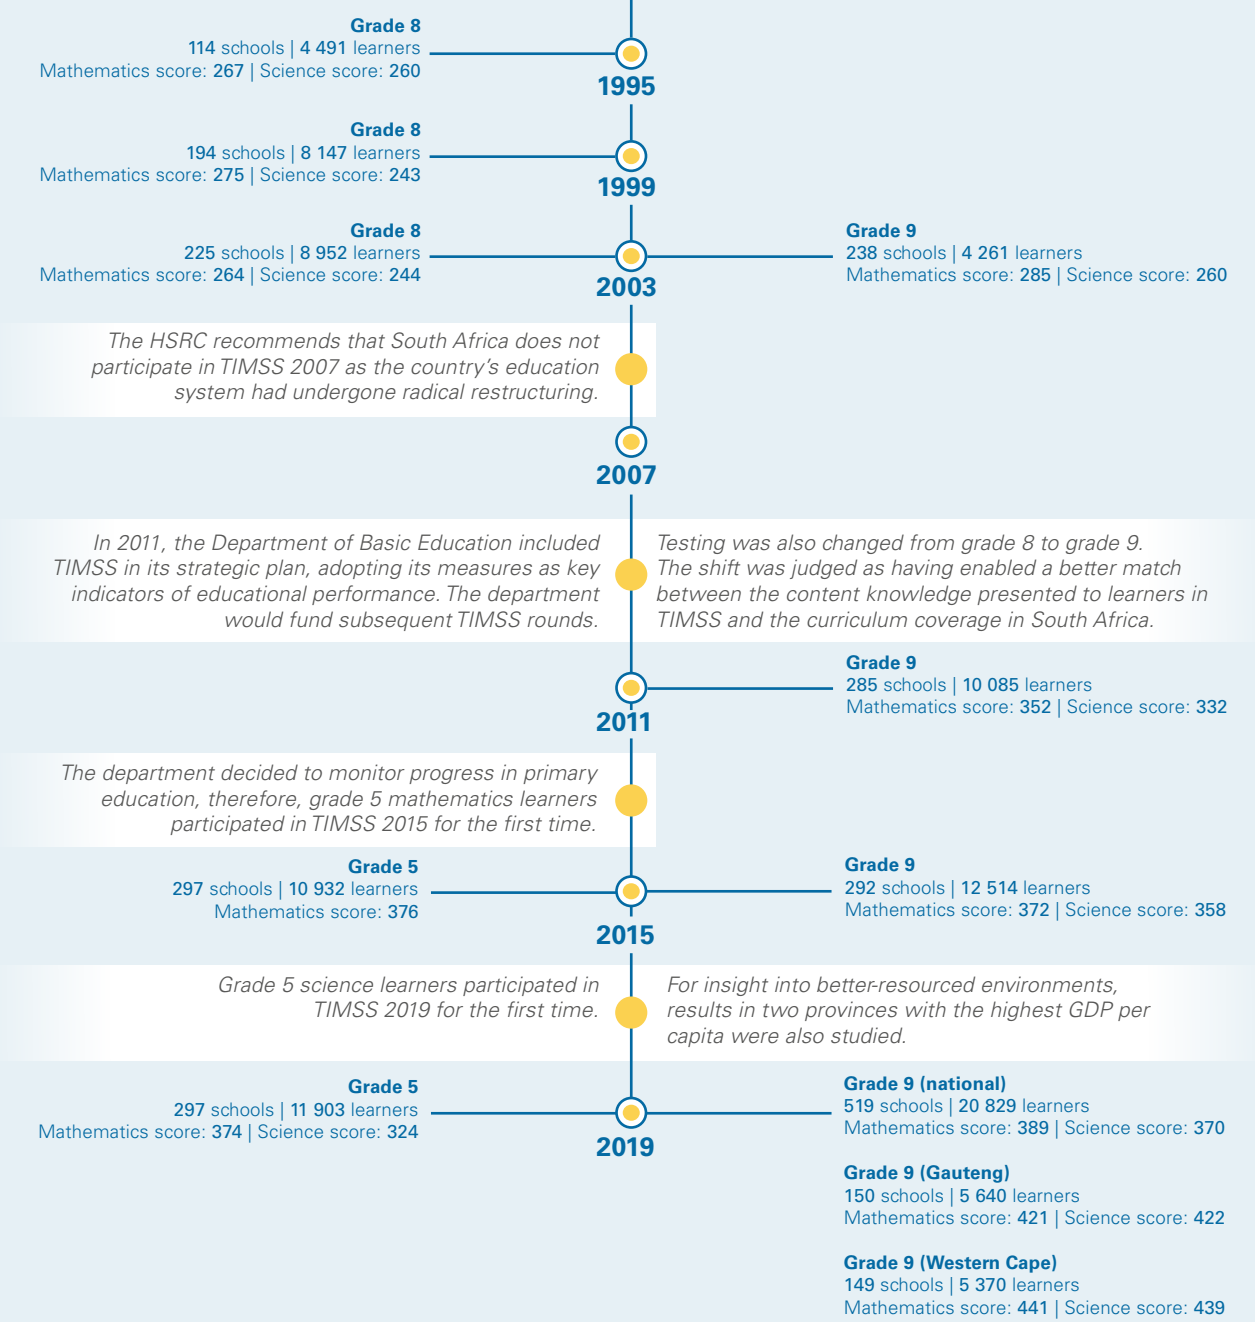 Grade 8
114 schools | 4 491 learners
Mathematics score: 267 | Science score: 260
1995
Grade 8
194 schools | 8 147 learners
Mathematics score: 275 | Science score: 243
1999
Grade 8
225 schools | 8 952 learners
Mathematics score: 264 | Science score: 244
2003
Grade 9
238 schools | 4 261 learners
Mathematics score: 285 | Science score: 260
The HSRC recommends that South Africa does not
participate in TIMSS 2007 as the country's education
system had undergone radical restructuring.
2007
In 2011, the Department of Basic Education included
TIMSS in its strategic plan, adopting its measures as key
indicators of educational performance. The department
would fund subsequent TIMSS rounds.
Testing was also changed from grade 8 to grade 9.
The shift was judged as having enabled a better match
between the content knowledge presented to learners in
TIMSS and the curriculum coverage in South Africa.
Grade 9
285 schools | 10 085 learners
Mathematics score: 352 | Science score: 332
2011
The department decided to monitor progress in primary
education, therefore, grade 5 mathematics learners
participated in TIMSS 2015 for the first time.
Grade 5
297 schools | 10 932 learners
Mathematics score: 376
Grade 9
292 schools | 12 514 learners
Mathematics score: 372 | Science score: 358
2015
Grade 5 science learners participated in
TIMSS 2019 for the first time.
For insight into better-resourced environments,
results in two provinces with the highest GDP per
capita were also studied.
Grade 5
297 schools | 11 903 learners
Mathematics score: 374 | Science score: 324
2019
Grade 9 (national)
519 schools | 20 829 learners
Mathematics score: 389 | Science score: 370
Grade 9 (Gauteng)
150 schools | 5 640 learners
Mathematics score: 421 | Science score: 422
Grade 9 (Western Cape)
149 schools | 5 370 learners
Mathematics score: 441 | Science score: 439